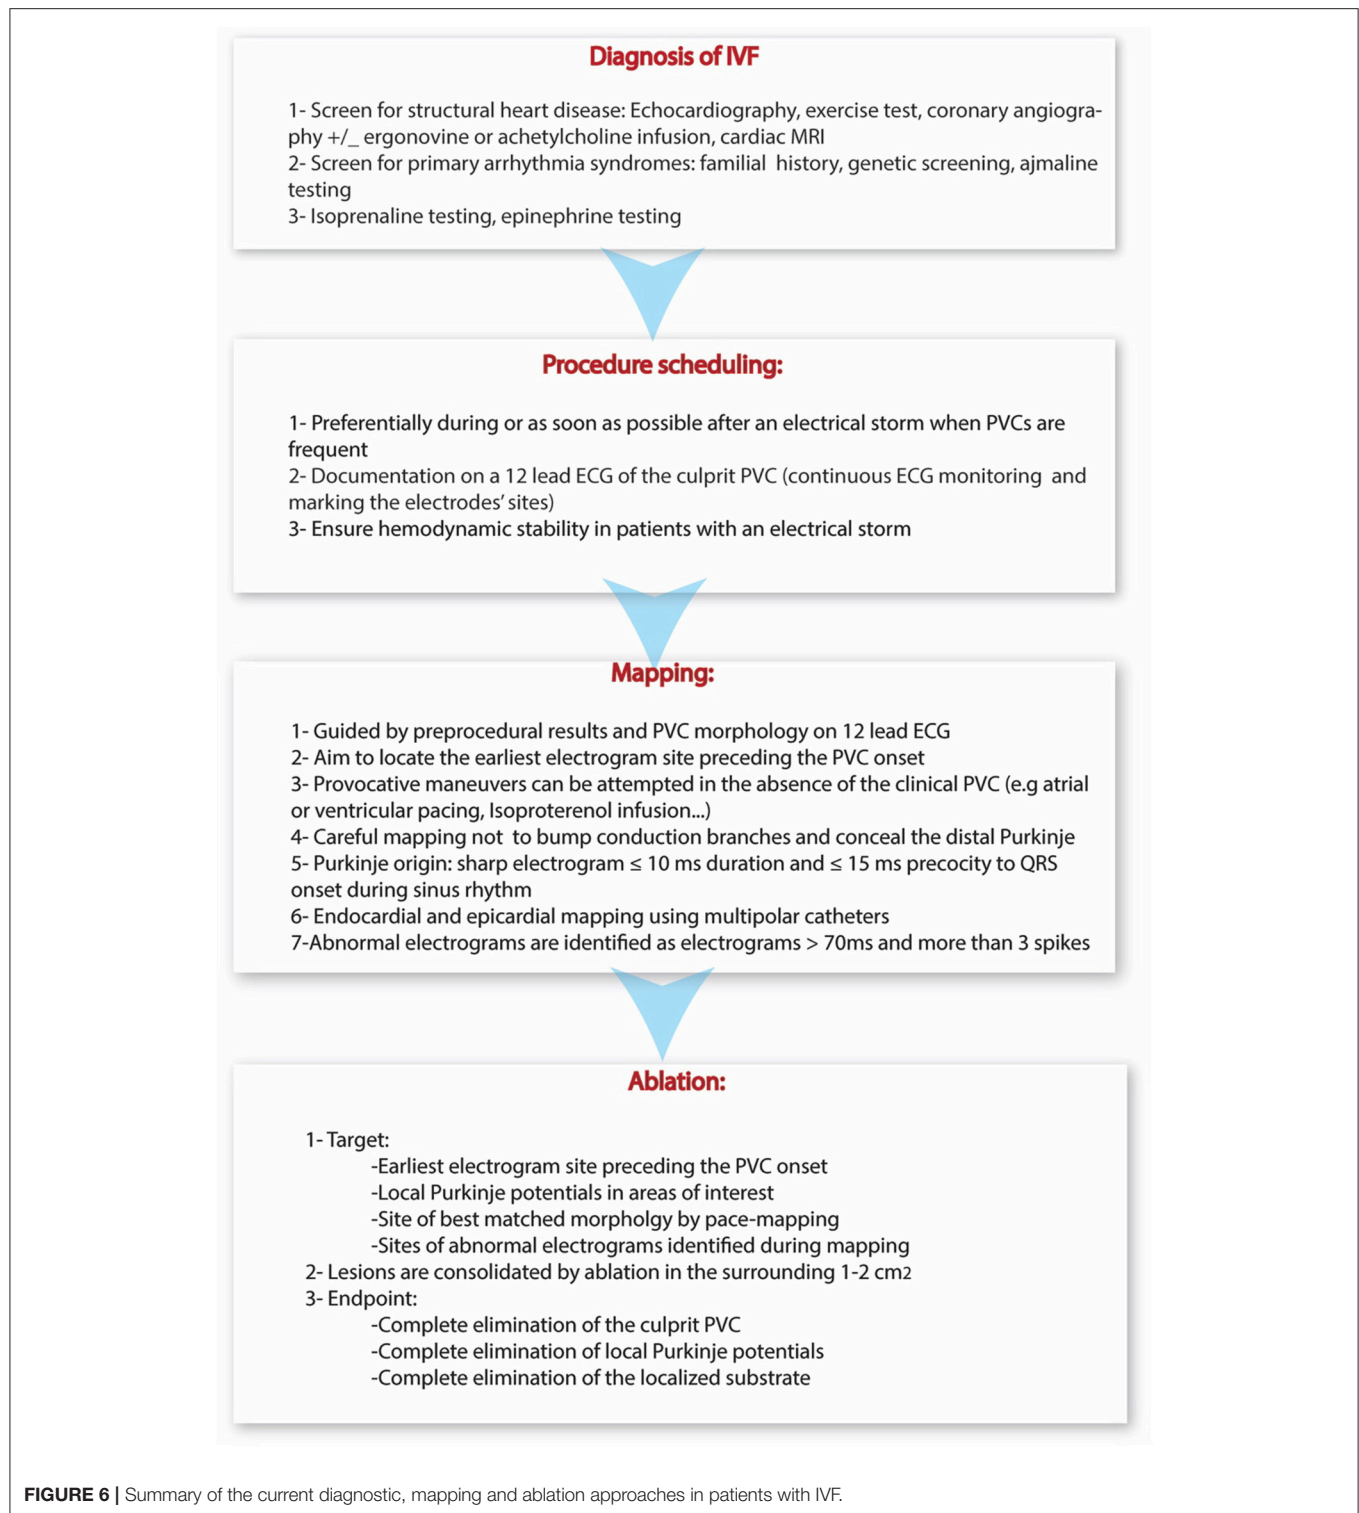 Diagnosis of IVF
1- Screen for structural heart disease: Echocardiography, exercise test, coronary angiogra-
phy +/_ ergonovine or achetylcholine infusion, cardiac MRI
2- Screen for primary arrhythmia syndromes: familial history, genetic screening, ajmaline
testing
3- Isoprenaline testing, epinephrine testing
Procedure scheduling:
1- Preferentially during or as soon as possible after an electrical storm when PVCs are
frequent
2- Documentation on a 12 lead ECG of the culprit PVC (continuous ECG monitoring and
marking the electrodes' sites)
3- Ensure hemodynamic stability in patients with an electrical storm
Mapping:
1- Guided by preprocedural results and PVC morphology on 12 lead ECG
2- Aim to locate the earliest electrogram site preceding the PVC onset
3- Provocative maneuvers can be attempted in the absence of the clinical PVC (e.g atrial
or ventricular pacing, Isoproterenol infusion...)
4- Careful mapping not to bump conduction branches and conceal the distal Purkinje
5- Purkinje origin: sharp electrogram ≤ 10 ms duration and ≤ 15 ms precocity to QRS
onset during sinus rhythm
6- Endocardial and epicardial mapping using multipolar catheters
7-Abnormal electrograms are identified as electrograms > 70ms and more than 3 spikes
Ablation:
1- Target:
-Earliest electrogram site preceding the PVC onset
-Local Purkinje potentials in areas of interest
-Site of best matched morpholgy by pace-mapping
-Sites of abnormal electrograms identified during mapping
2- Lesions are consolidated by ablation in the surrounding 1-2 cm2
3- Endpoint:
-Complete elimination of the culprit PVC
-Complete elimination of local Purkinje potentials
-Complete elimination of the localized substrate
FIGURE 6 | Summary of the current diagnostic, mapping and ablation approaches in patients with IVF.